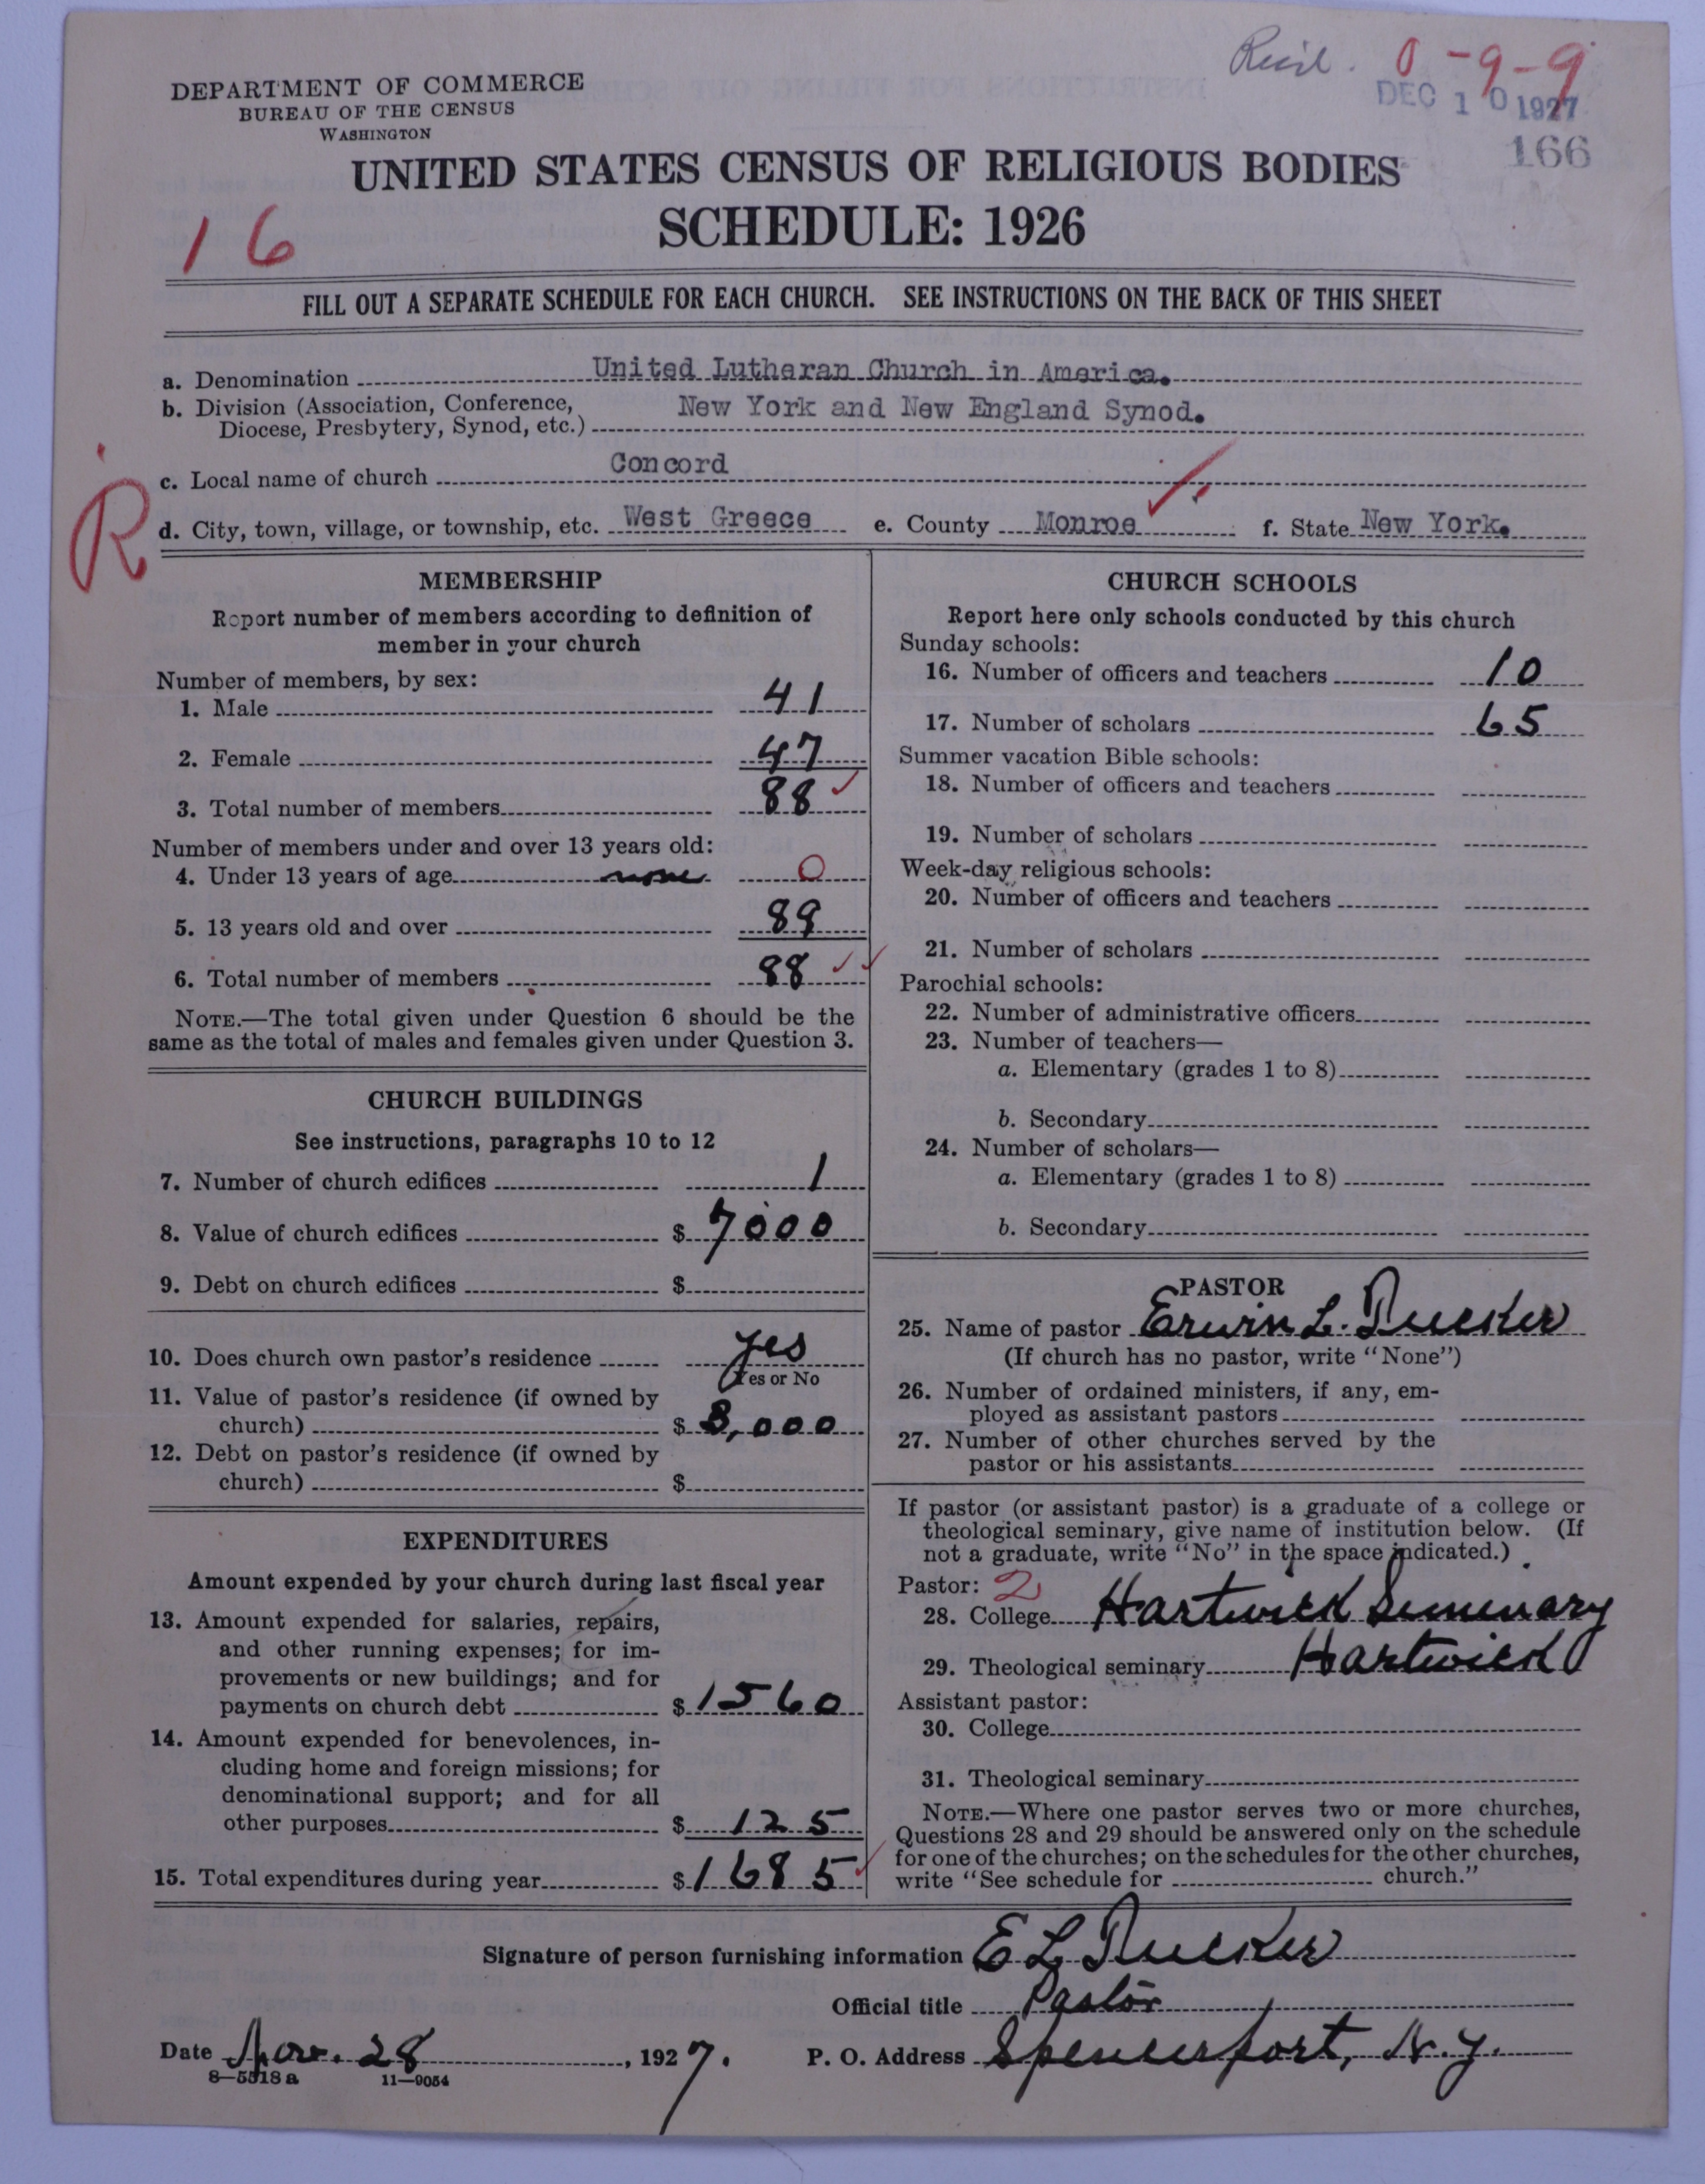 Rec'd. 0-9-9
DEC 10 1927
166
DEPARTMENT OF COMMERCE
BUREAU OF THE CENSUS
WASHINGTON
UNITED STATES CENSUS OF RELIGIOUS BODIES
SCHEDULE: 1926
16
FILL OUT A SEPARATE SCHEDULE FOR EACH CHURCH. SEE INSTRUCTIONS ON THE BACK OF THIS SHEET
a. Denomination United Lutheran Church in America.
b. Division (Association, Conference, Diocese, Presbytery, Synod, etc.) New York and New England Synod.
c. Local name of church Concord
R
d. City, town, village, or township, etc. West Greece e. County Monroe f. State New York.
MEMBERSHIP
Report number of members according to definition of
member in your church
Number of members, by sex:
1. Male 41
2. Female 47
3. Total number of members 88
Number of members under and over 13 years old:
4. Under 13 years of age none 0
5. 13 years old and over 89
6. Total number of members 88
NOTE.—The total given under Question 6 should be the
same as the total of males and females given under Question 3.
CHURCH BUILDINGS
See instructions, paragraphs 10 to 12
7. Number of church edifices 1
8. Value of church edifices $ 7000
9. Debt on church edifices $
10. Does church own pastor's residence yes
Yes or No
11. Value of pastor's residence (if owned by
church) $ 8,000
12. Debt on pastor's residence (if owned by
church) $
EXPENDITURES
Amount expended by your church during last fiscal year
13. Amount expended for salaries, repairs,
and other running expenses; for im-
provements or new buildings; and for
payments on church debt $ 1560
14. Amount expended for benevolences, in-
cluding home and foreign missions; for
denominational support; and for all
other purposes $ 125
15. Total expenditures during year $ 1685
CHURCH SCHOOLS
Report here only schools conducted by this church
Sunday schools:
16. Number of officers and teachers 10
17. Number of scholars 65
Summer vacation Bible schools:
18. Number of officers and teachers
19. Number of scholars
Week-day religious schools:
20. Number of officers and teachers
21. Number of scholars
Parochial schools:
22. Number of administrative officers
23. Number of teachers—
a. Elementary (grades 1 to 8)
b. Secondary
24. Number of scholars—
a. Elementary (grades 1 to 8)
b. Secondary
PASTOR
25. Name of pastor Erwin L. Rucker
(If church has no pastor, write "None")
26. Number of ordained ministers, if any, em-
ployed as assistant pastors
27. Number of other churches served by the
pastor or his assistants
If pastor (or assistant pastor) is a graduate of a college or
theological seminary, give name of institution below. (If
not a graduate, write "No" in the space indicated.)
Pastor: 2
28. College Hartwick Seminary
29. Theological seminary Hartwick
Assistant pastor:
30. College
31. Theological seminary
NOTE.—Where one pastor serves two or more churches,
Questions 28 and 29 should be answered only on the schedule
for one of the churches; on the schedules for the other churches,
write "See schedule for church."
Signature of person furnishing information E L Rucker
Official title Pastor
Date Nov. 28, 1927. P. O. Address Spencerport, N.Y.
8—5518 a 11—9054